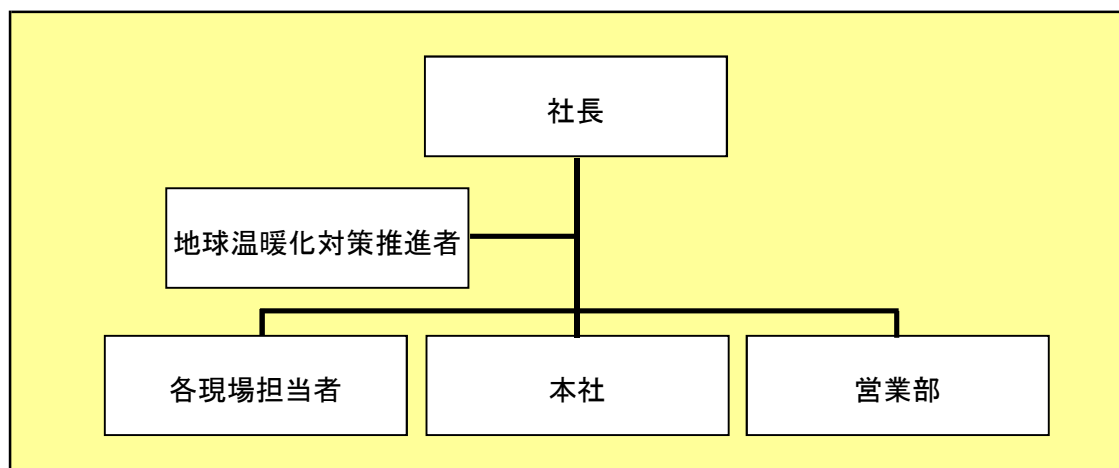 社長
地球温暖化対策推進者
各現場担当者
本社
営業部